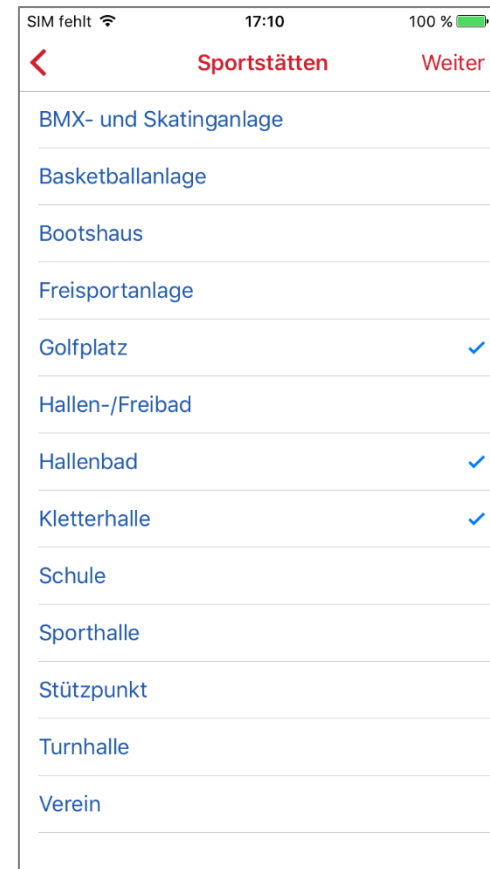 SIM fehlt 17:10 100 %
Sportstätten Weiter
BMX- und Skatinganlage
Basketballanlage
Bootshaus
Freisportanlage
Golfplatz
Hallen-/Freibad
Hallenbad
Kletterhalle
Schule
Sporthalle
Stützpunkt
Turnhalle
Verein